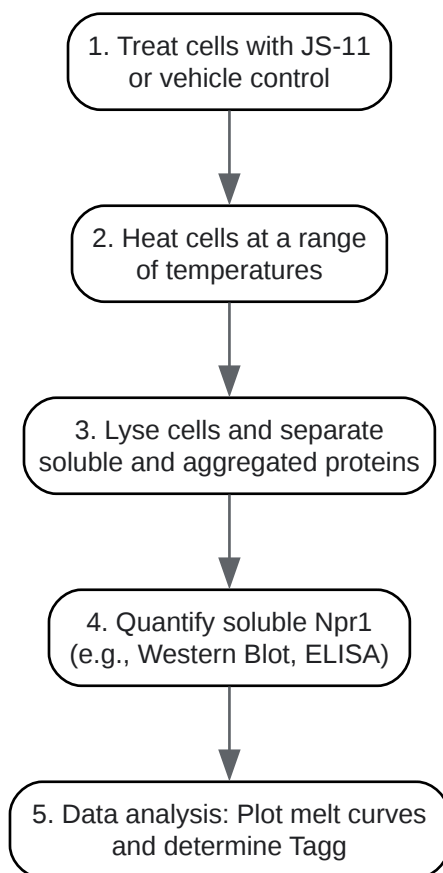 1. Treat cells with JS-11
or vehicle control
2. Heat cells at a range
of temperatures
3. Lyse cells and separate
soluble and aggregated proteins
4. Quantify soluble Npr1
(e.g., Western Blot, ELISA)
5. Data analysis: Plot melt curves
and determine Tagg